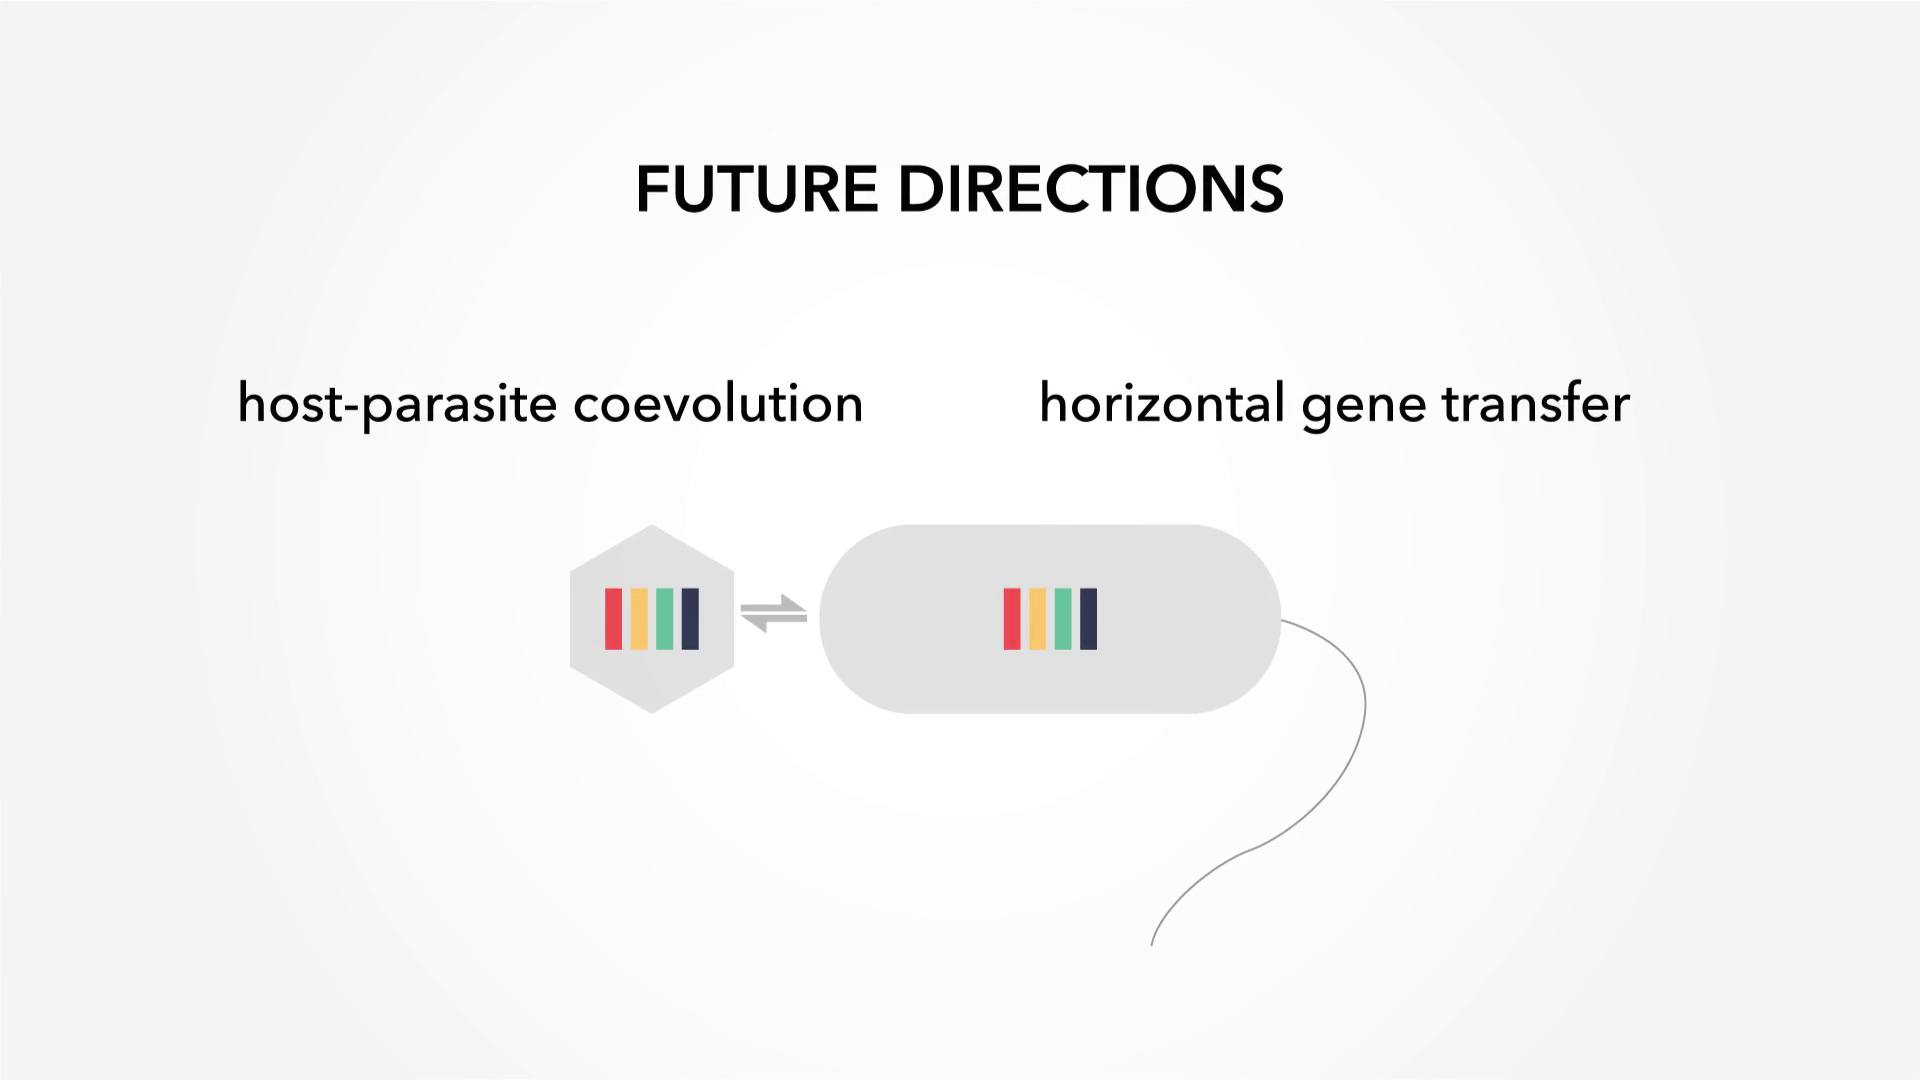 FUTURE DIRECTIONS
host-parasite coevolution
horizontal gene transfer